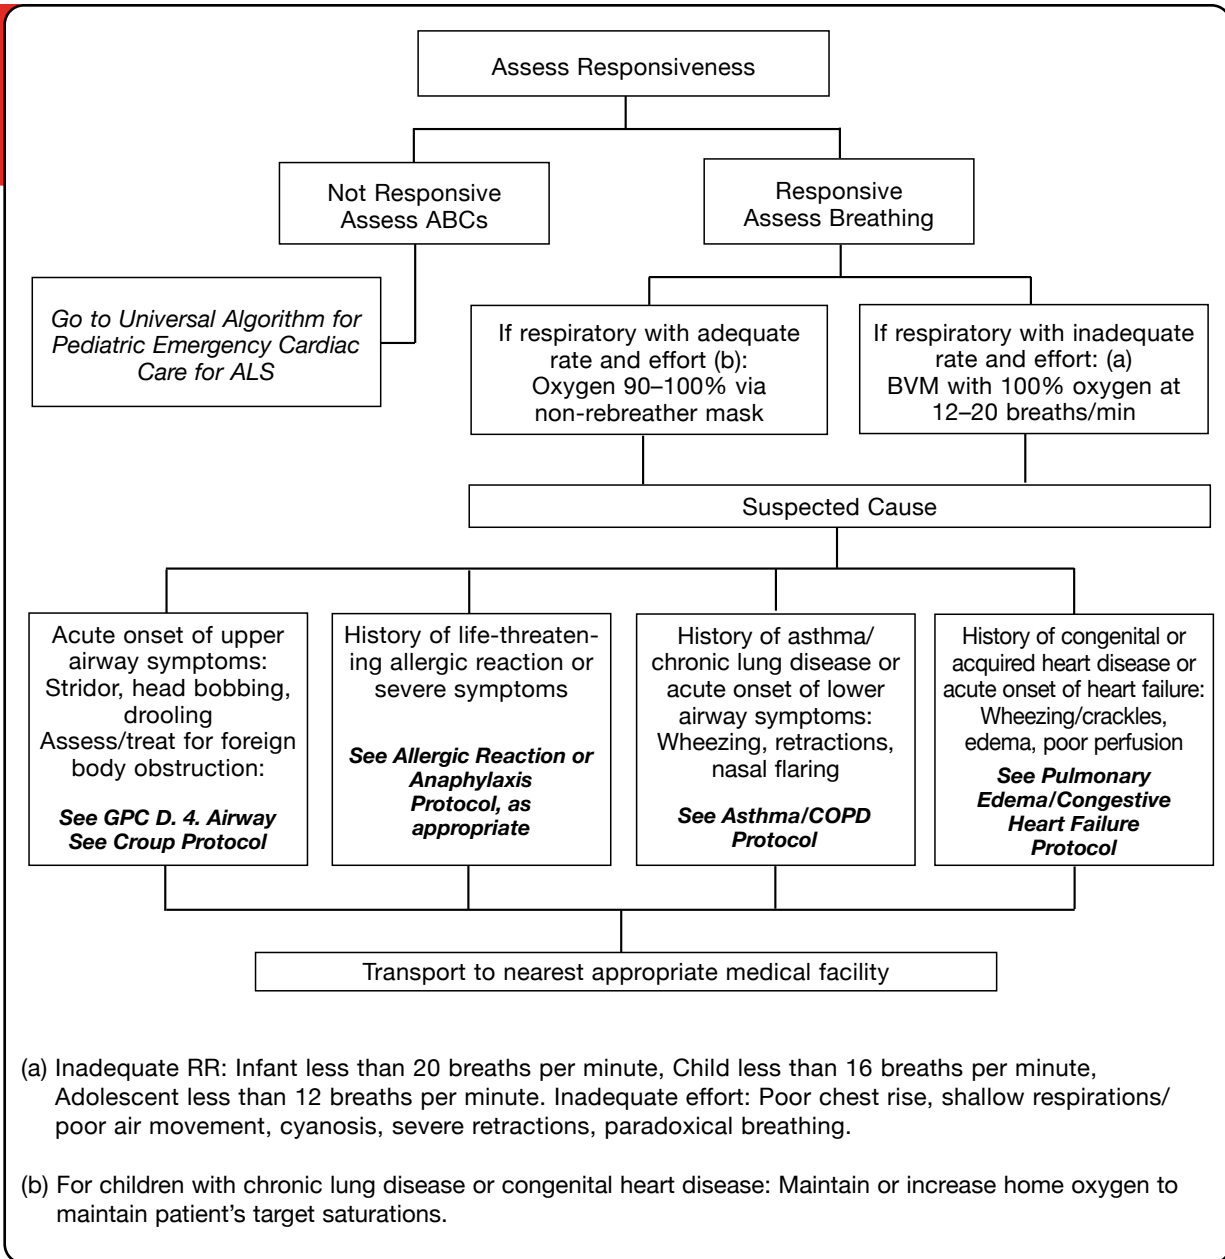 Assess Responsiveness
Not Responsive
Assess ABCs
Responsive
Assess Breathing
Go to Universal Algorithm for
Pediatric Emergency Cardiac
Care for ALS
If respiratory with adequate
rate and effort (b):
Oxygen 90–100% via
non-rebreather mask
If respiratory with inadequate
rate and effort: (a)
BVM with 100% oxygen at
12–20 breaths/min
Suspected Cause
Acute onset of upper
airway symptoms:
Stridor, head bobbing,
drooling
Assess/treat for foreign
body obstruction:
See GPC D. 4. Airway
See Croup Protocol
History of life-threaten-
ing allergic reaction or
severe symptoms
See Allergic Reaction or
Anaphylaxis
Protocol, as
appropriate
History of asthma/
chronic lung disease or
acute onset of lower
airway symptoms:
Wheezing, retractions,
nasal flaring
See Asthma/COPD
Protocol
History of congenital or
acquired heart disease or
acute onset of heart failure:
Wheezing/crackles,
edema, poor perfusion
See Pulmonary
Edema/Congestive
Heart Failure
Protocol
Transport to nearest appropriate medical facility
(a) Inadequate RR: Infant less than 20 breaths per minute, Child less than 16 breaths per minute,
Adolescent less than 12 breaths per minute. Inadequate effort: Poor chest rise, shallow respirations/
poor air movement, cyanosis, severe retractions, paradoxical breathing.
(b) For children with chronic lung disease or congenital heart disease: Maintain or increase home oxygen to
maintain patient's target saturations.